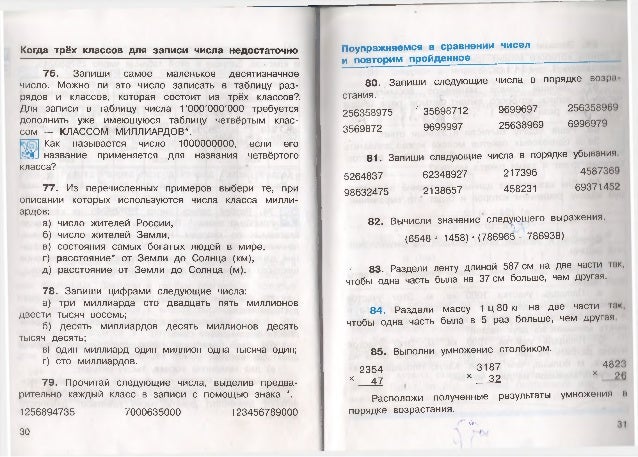 Когда трёх классов для записи числа недостаточно
76. Запиши самое маленькое десятизначное
число. Можно ли это число записать в таблицу раз-
рядов и классов, которая состоит из трёх классов?
Для записи в таблицу числа 1'000'000'000 требуется
дополнить уже имеющуюся таблицу четвёртым клас-
сом — КЛАССОМ МИЛЛИАРДОВ*.
Как называется число 1000000000, если его
название применяется для названия четвёртого
класса?
77. Из перечисленных примеров выбери те, при
описании которых используются числа класса милли-
ардов:
а) число жителей России,
б) число жителей Земли,
в) состояния самых богатых людей в мире,
г) расстояние* от Земли до Солнца (км),
д) расстояние от Земли до Солнца (м).
78. Запиши цифрами следующие числа:
а) три миллиарда сто двадцать пять миллионов
двести тысяч восемь;
б) десять миллиардов десять миллионов десять
тысяч десять;
в) один миллиард один миллион одна тысяча один;
г) сто миллиардов.
79. Прочитай следующие числа, выделив предва-
рительно каждый класс в записи с помощью знака '.
1256894735 7000635000 123456789000
30
Поупражняемся в сравнении чисел
и повторим пройденное
80. Запиши следующие числа в порядке возра-
стания.
256358975 35698712 9699697 256358969
3569872 9699997 25638969 6996979
81. Запиши следующие числа в порядке убывания.
5264837 62348927 217396 4587369
98632475 2138657 458231 69371452
82. Вычисли значение следующего выражения.
(6548 · 1458) · (786965 - 786938)
83. Раздели ленту длиной 587 см на две части так,
чтобы одна часть была на 37 см больше, чем другая.
84. Раздели массу 1 ц 80 кг на две части так,
чтобы одна часть была в 5 раз больше, чем другая.
85. Выполни умножение столбиком.
2354 3187 4823
× 47 × 32 × 26
Расположи полученные результаты умножения в
порядке возрастания.
31